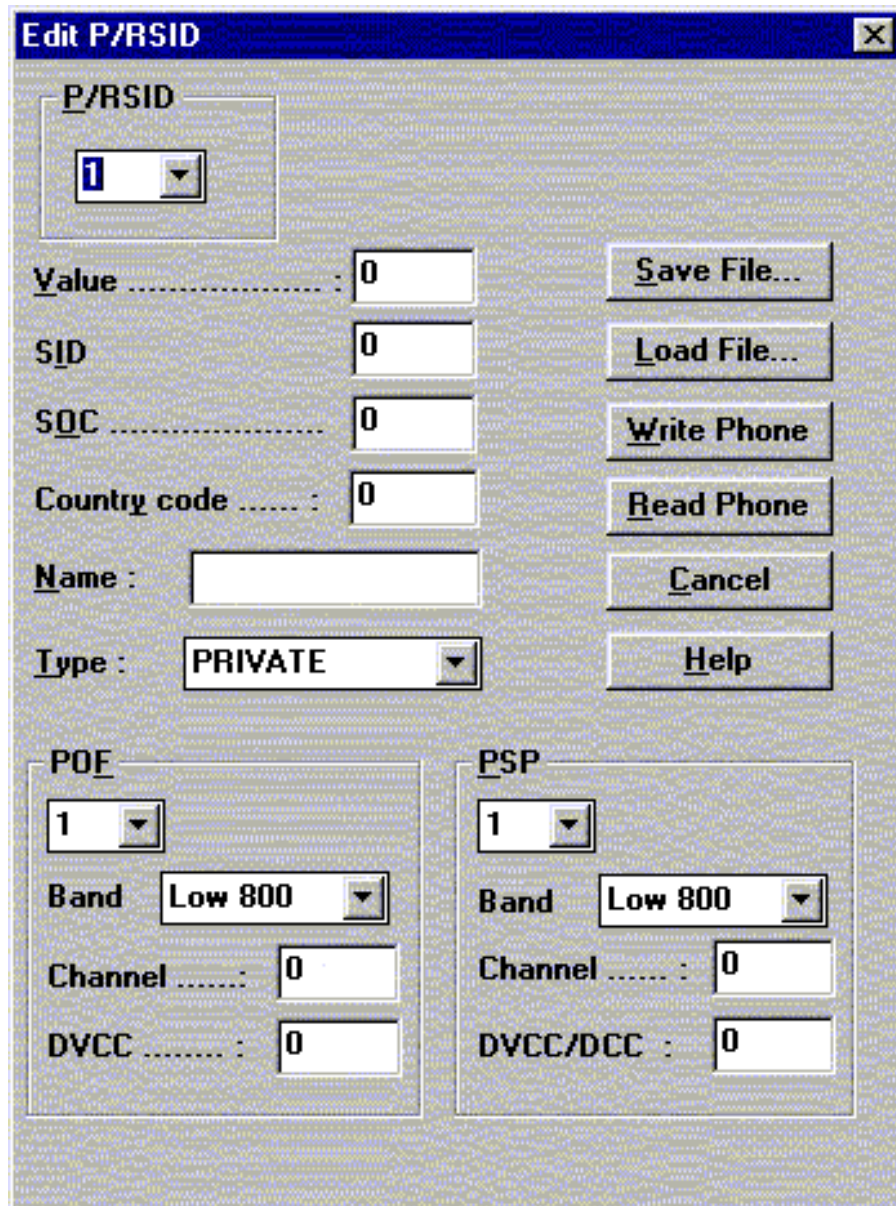 Edit P/RSID
P/RSID
1
Value .................. : 0
SID 0
SOC .................... 0
Country code ...... : 0
Name :
Type : PRIVATE
Save File...
Load File...
Write Phone
Read Phone
Cancel
Help
POF
1
Band Low 800
Channel ......: 0
DVCC ........ : 0
PSP
1
Band Low 800
Channel ...... : 0
DVCC/DCC : 0